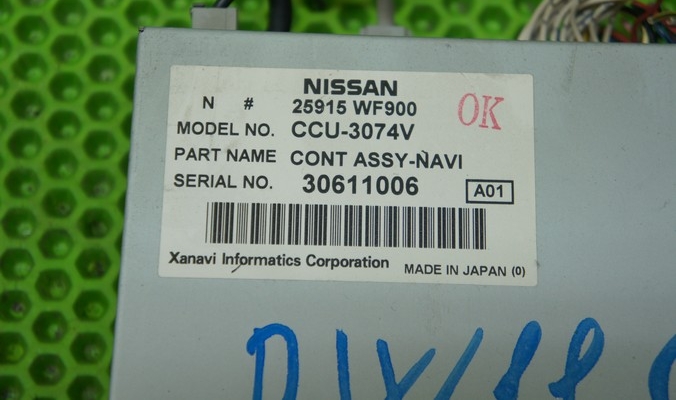 NISSAN
N # 25915 WF900
OK
MODEL NO. CCU-3074V
PART NAME CONT ASSY-NAVI
SERIAL NO. 30611006 A01
Xanavi Informatics Corporation MADE IN JAPAN (0)